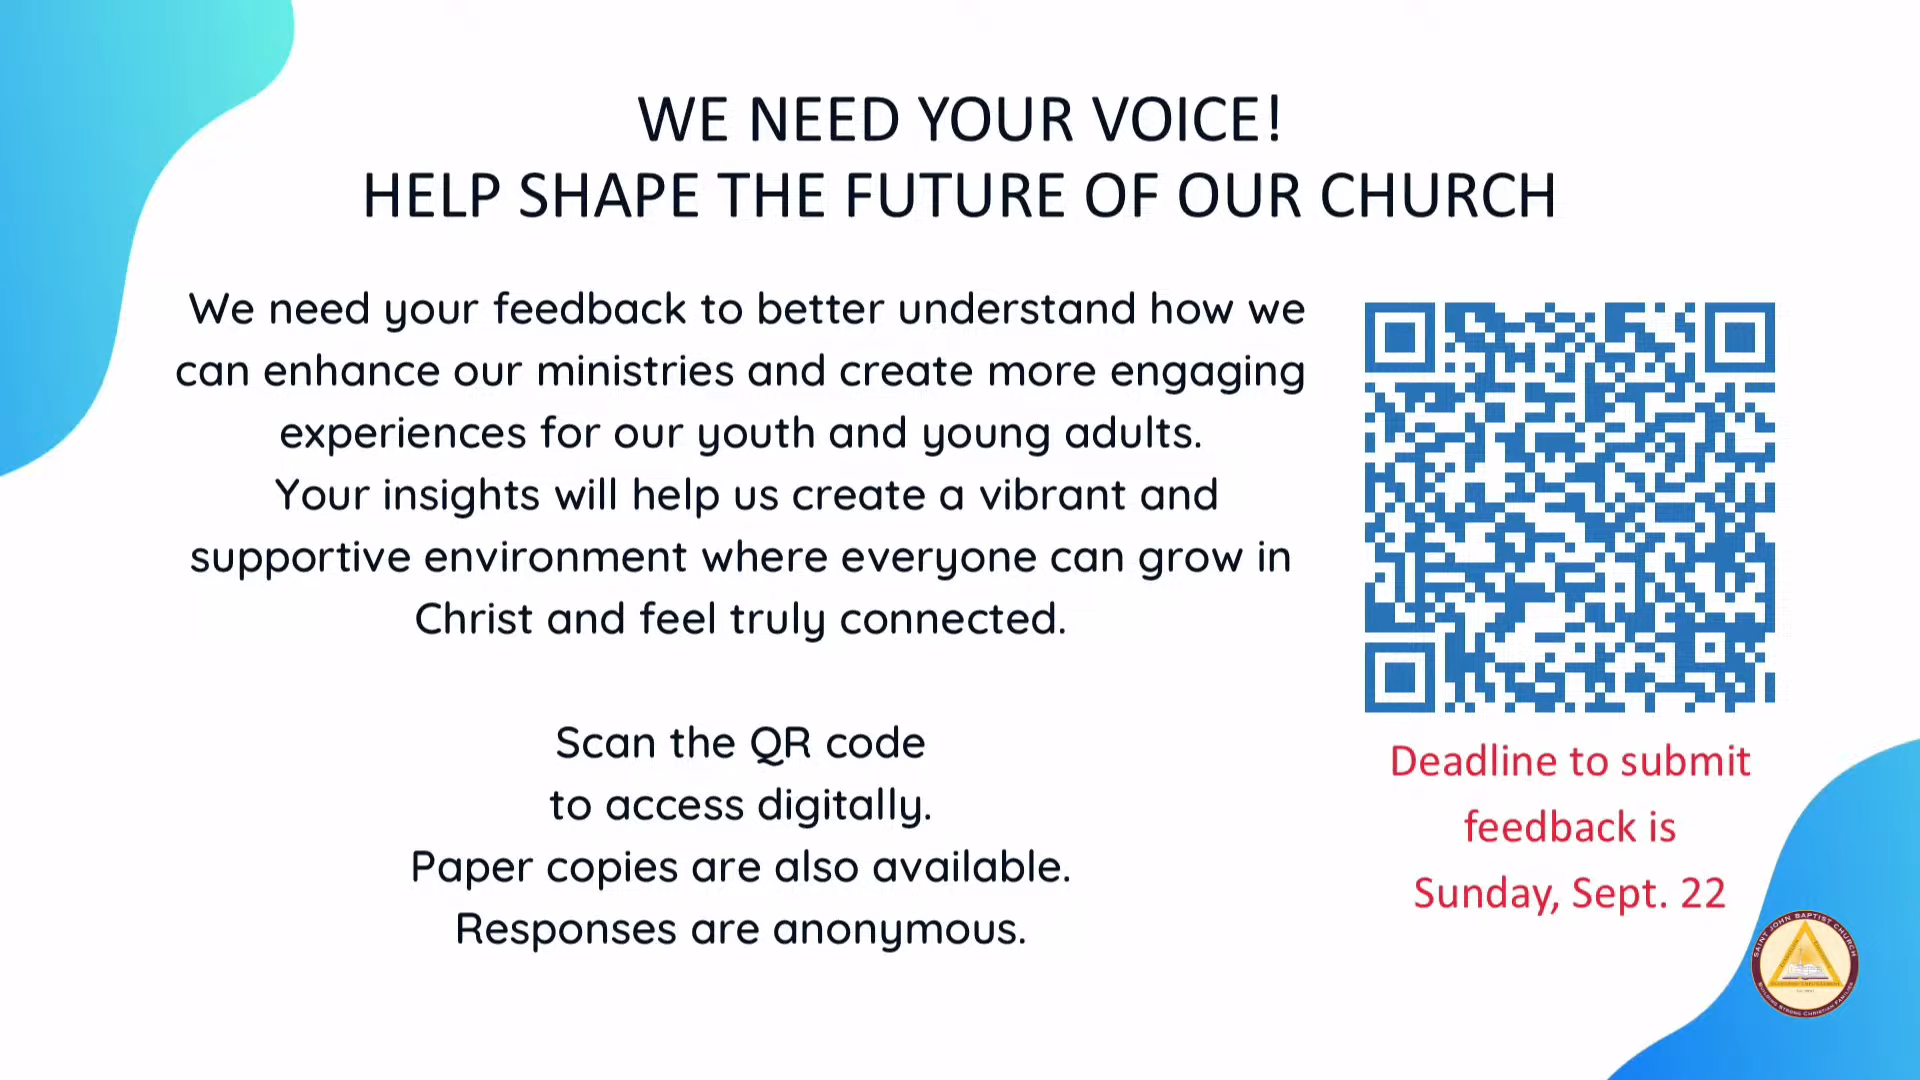 WE NEED YOUR VOICE!
HELP SHAPE THE FUTURE OF OUR CHURCH
We need your feedback to better understand how we
can enhance our ministries and create more engaging
experiences for our youth and young adults.
Your insights will help us create a vibrant and
supportive environment where everyone can grow in
Christ and feel truly connected.
Scan the QR code
to access digitally.
Paper copies are also available.
Responses are anonymous.
Deadline to submit
feedback is
Sunday, Sept. 22
SAINT JOHN BAPTIST CHURCH
BUILDING STRONG CHRISTIAN FAMILIES